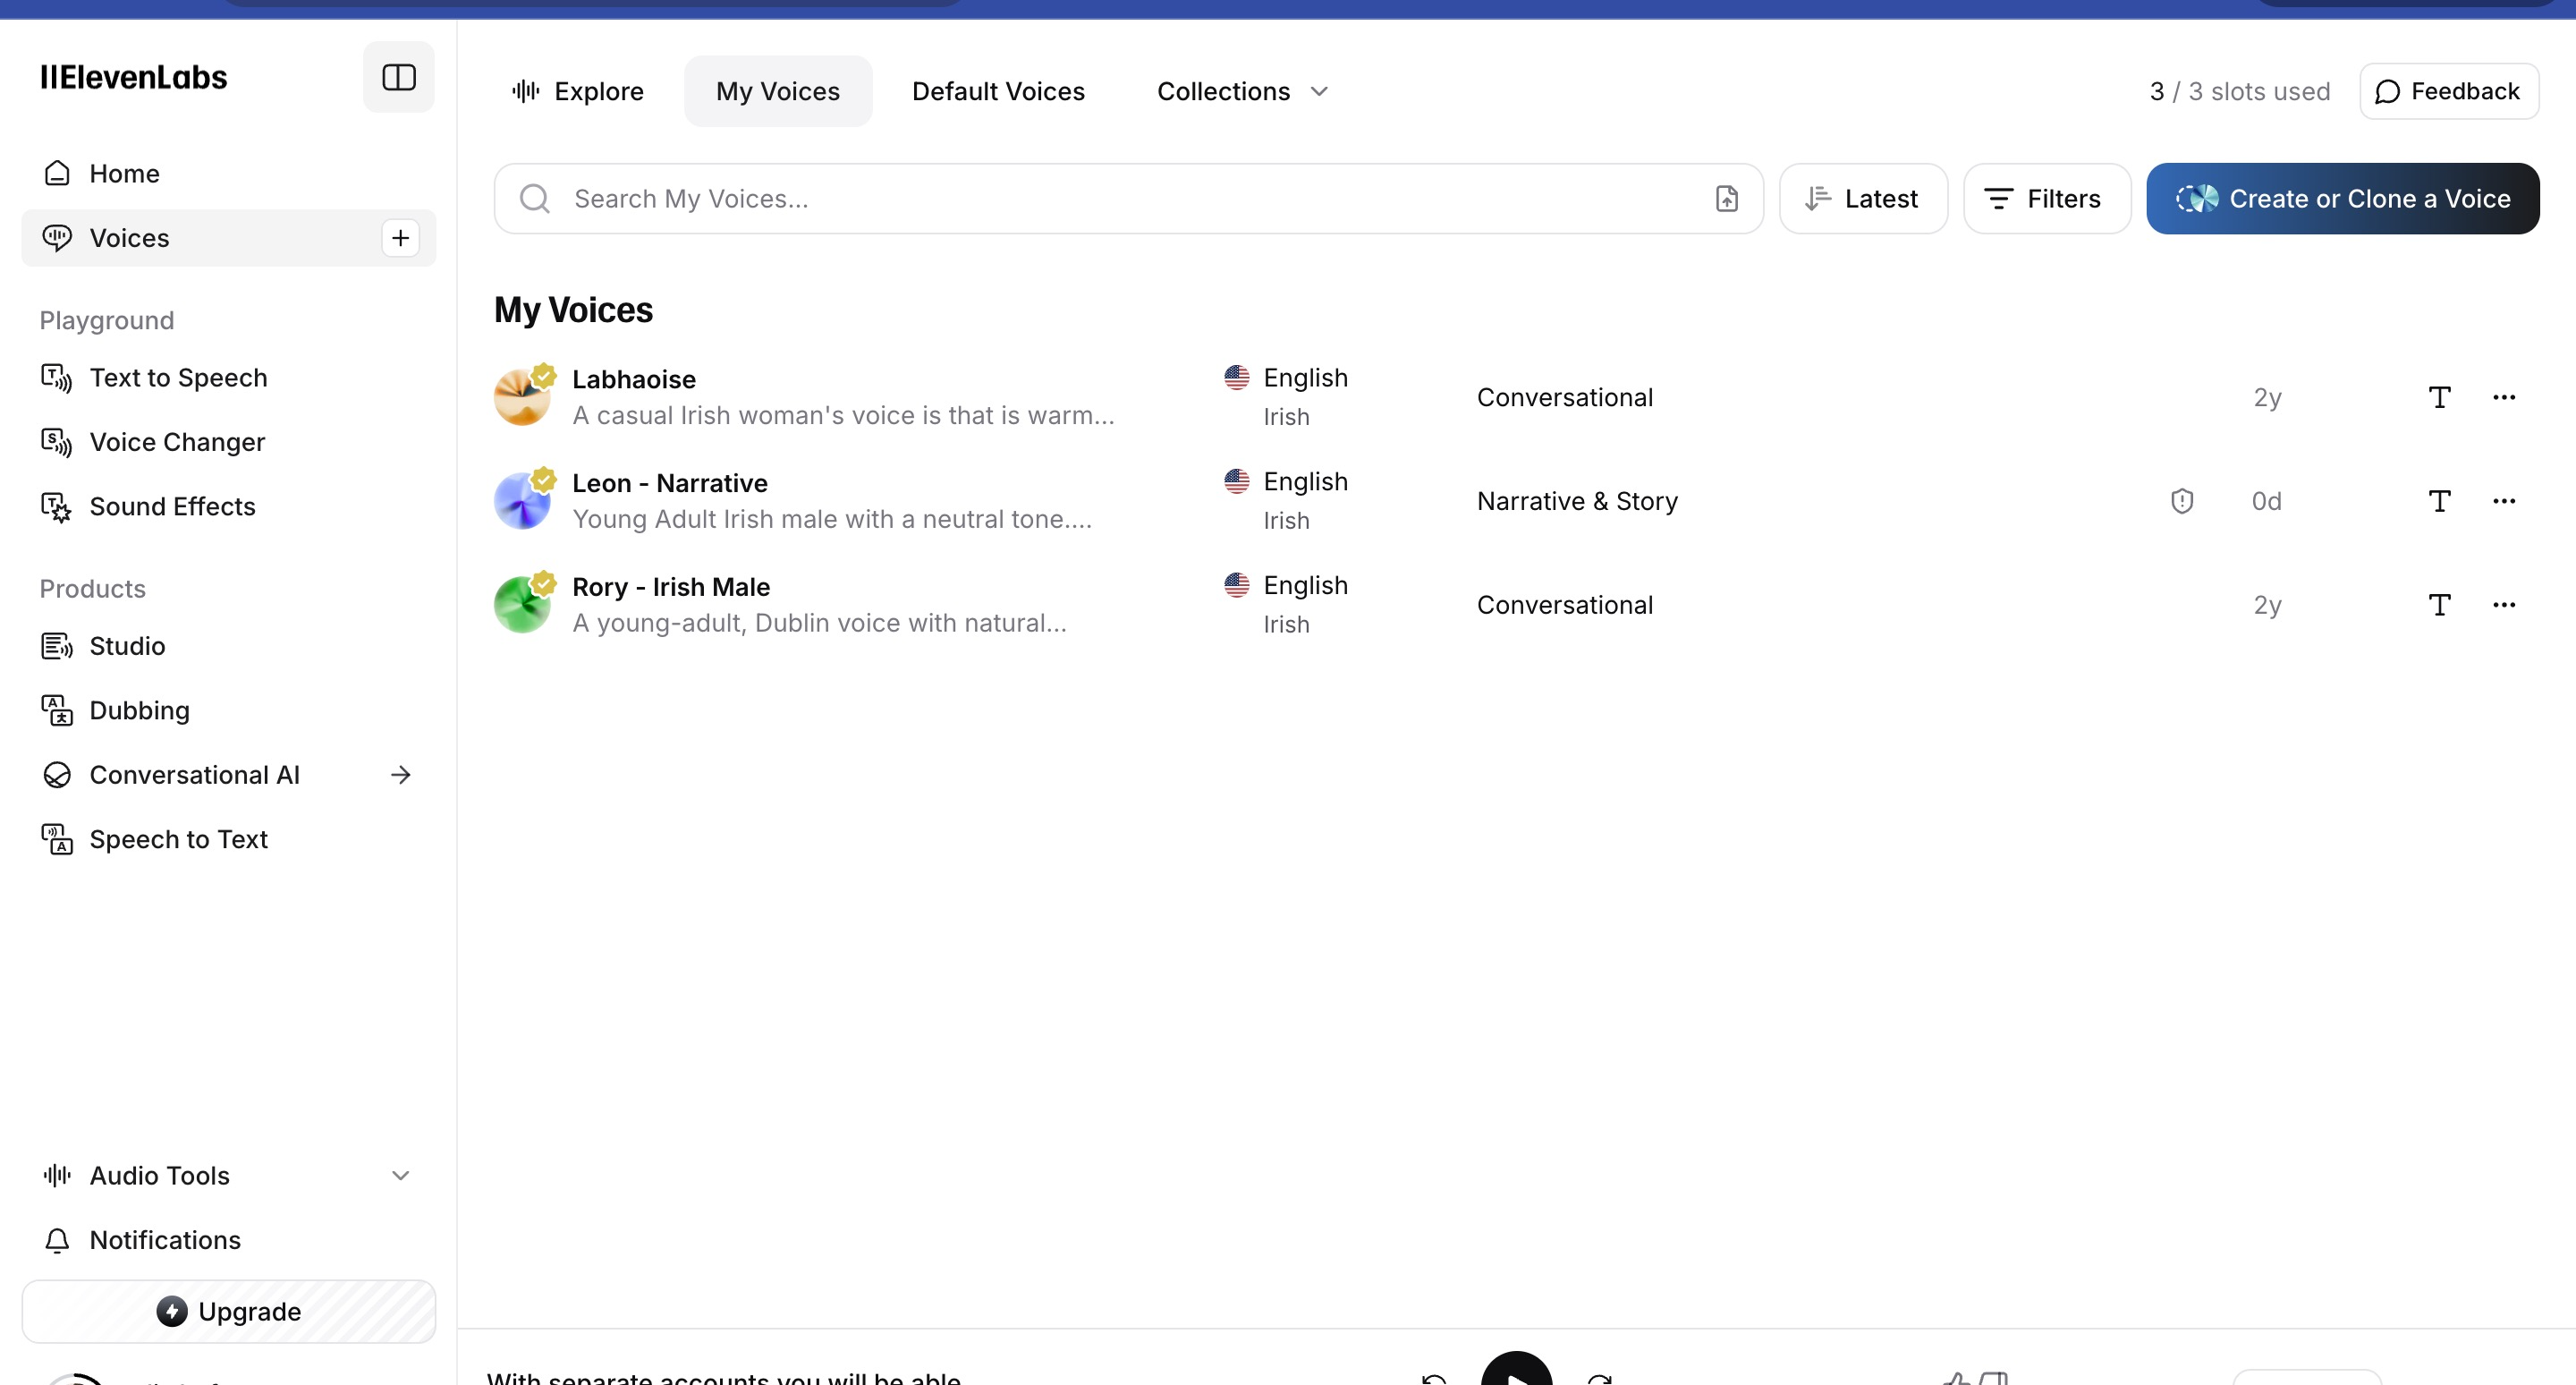 IIElevenLabs
Home
Voices
Playground
Text to Speech
Voice Changer
Sound Effects
Products
Studio
Dubbing
Conversational AI
Speech to Text
Audio Tools
Notifications
Upgrade
Explore
My Voices
Default Voices
Collections
3 / 3 slots used
Feedback
Search My Voices...
Latest
Filters
Create or Clone a Voice
My Voices
Labhaoise
A casual Irish woman's voice is that is warm...
English
Irish
Conversational
2y
Leon - Narrative
Young Adult Irish male with a neutral tone....
English
Irish
Narrative & Story
0d
Rory - Irish Male
A young-adult, Dublin voice with natural...
English
Irish
Conversational
2y
With separate accounts you will be able